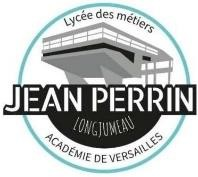 Lycée des métiers
JEAN PERRIN
LONGJUMEAU
ACADÉMIE DE VERSAILLES